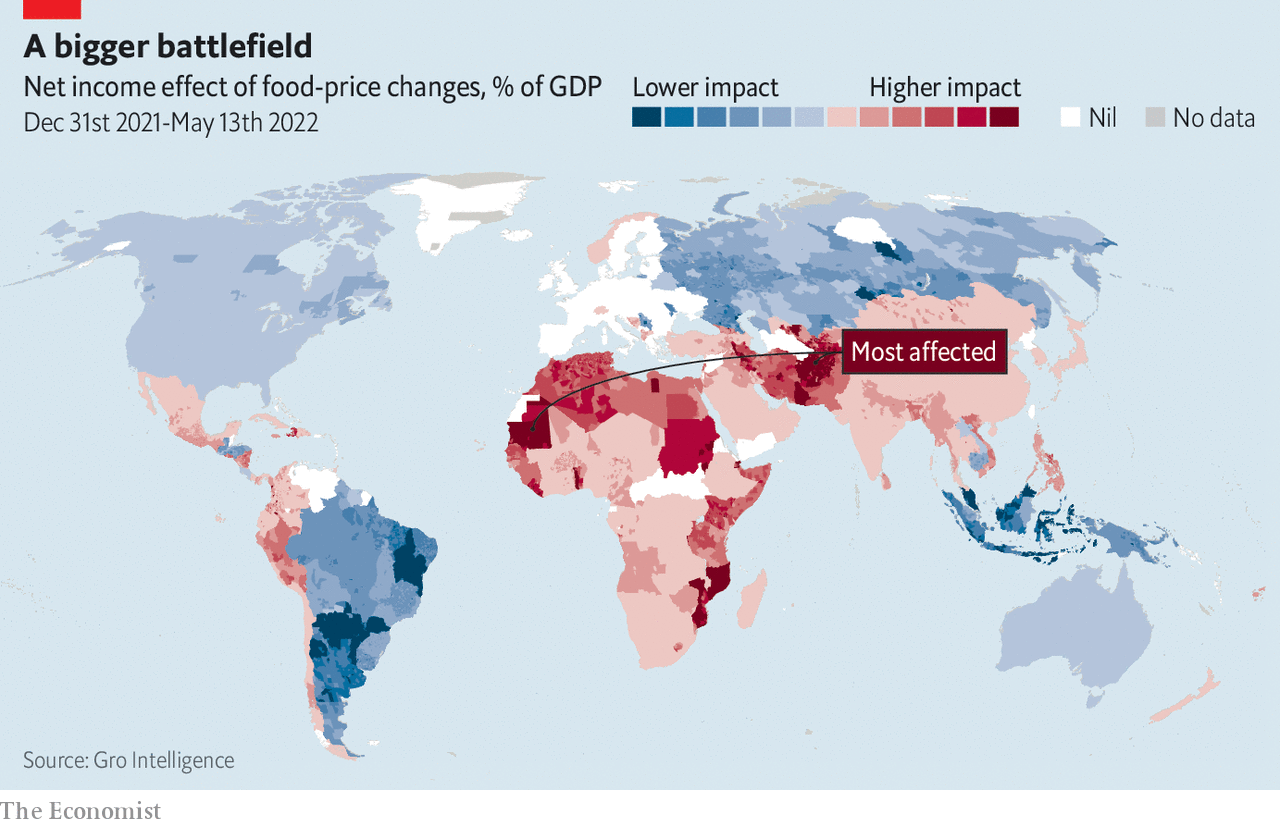 A bigger battlefield
Net income effect of food-price changes, % of GDP
Dec 31st 2021-May 13th 2022
Lower impact
Higher impact
Nil
No data
Most affected
Source: Gro Intelligence
The Economist